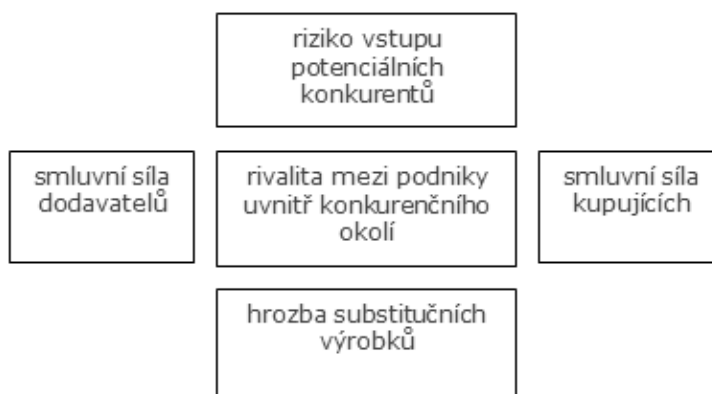 riziko vstupu
potenciálních
konkurentů
smluvní síla
dodavatelů
rivalita mezi podniky
uvnitř konkurenčního
okolí
smluvní síla
kupujících
hrozba substitučních
výrobků